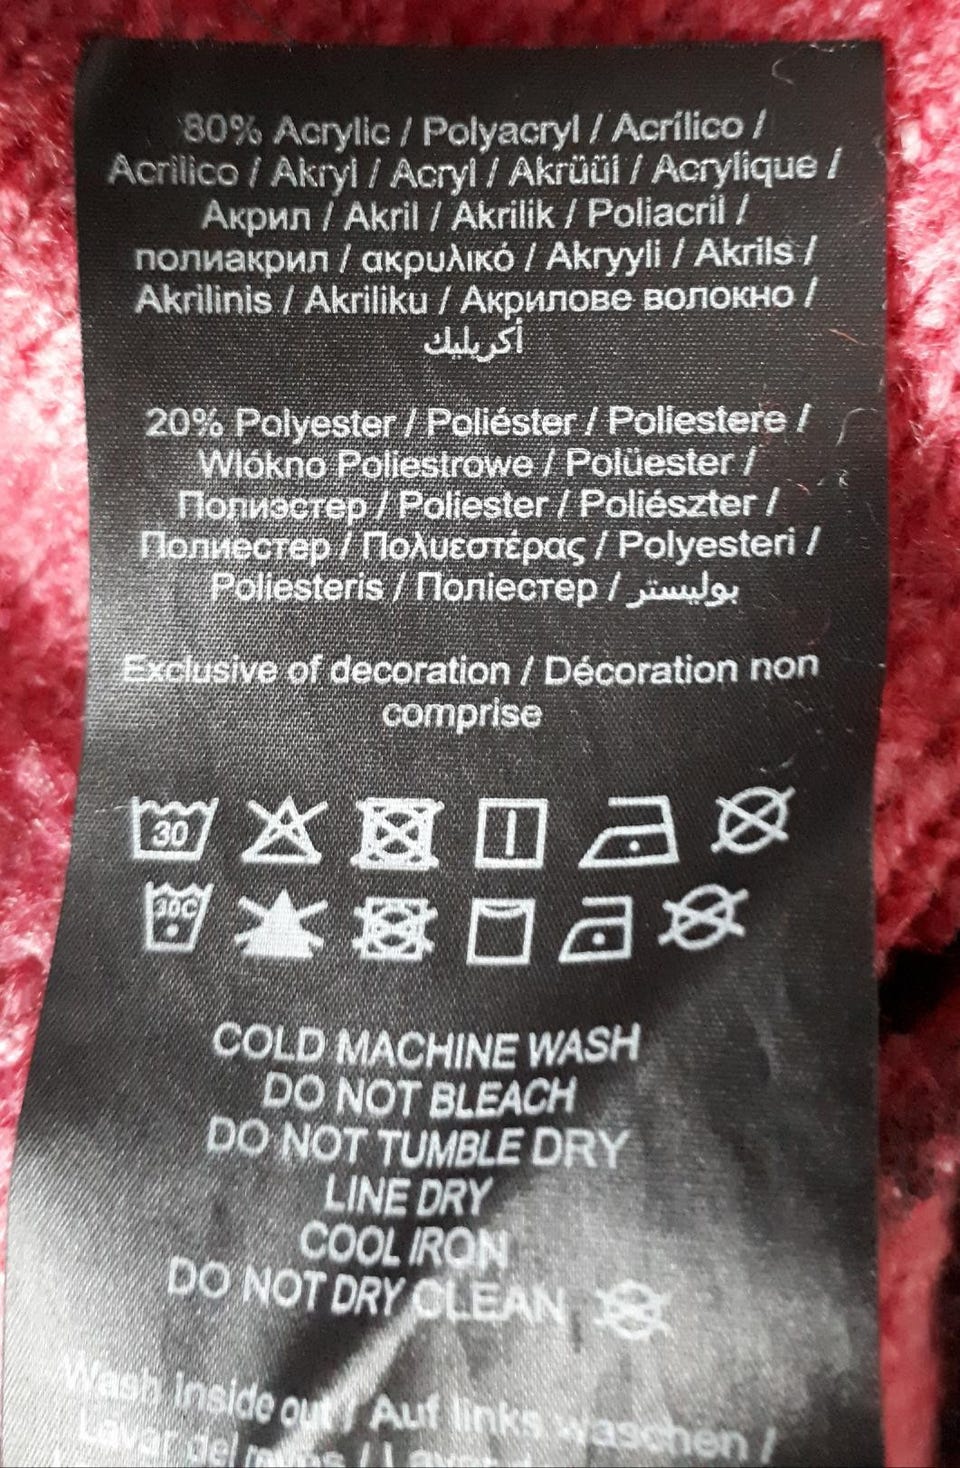 80% Acrylic / Polyacryl / Acrílico /
Acrilico / Akryl / Acryl / Akrüül / Acrylique /
Акрил / Akril / Akrilik / Poliacril /
полиакрил / ακρυλικό / Akryyli / Akrils /
Akrilinis / Akriliku / Акрилове волокно /
أكريليك
20% Polyester / Poliéster / Poliestere /
Wlókno Poliestrowe / Polüester /
Полиэстер / Poliester / Poliészter /
Полиестер / Πολυεστέρας / Polyesteri /
Poliesteris / Поліестер / بوليستر
Exclusive of decoration / Décoration non
comprise
30
30C
COLD MACHINE WASH
DO NOT BLEACH
DO NOT TUMBLE DRY
LINE DRY
COOL IRON
DO NOT DRY CLEAN
Wash inside out / Auf links waschen /
Lavar del